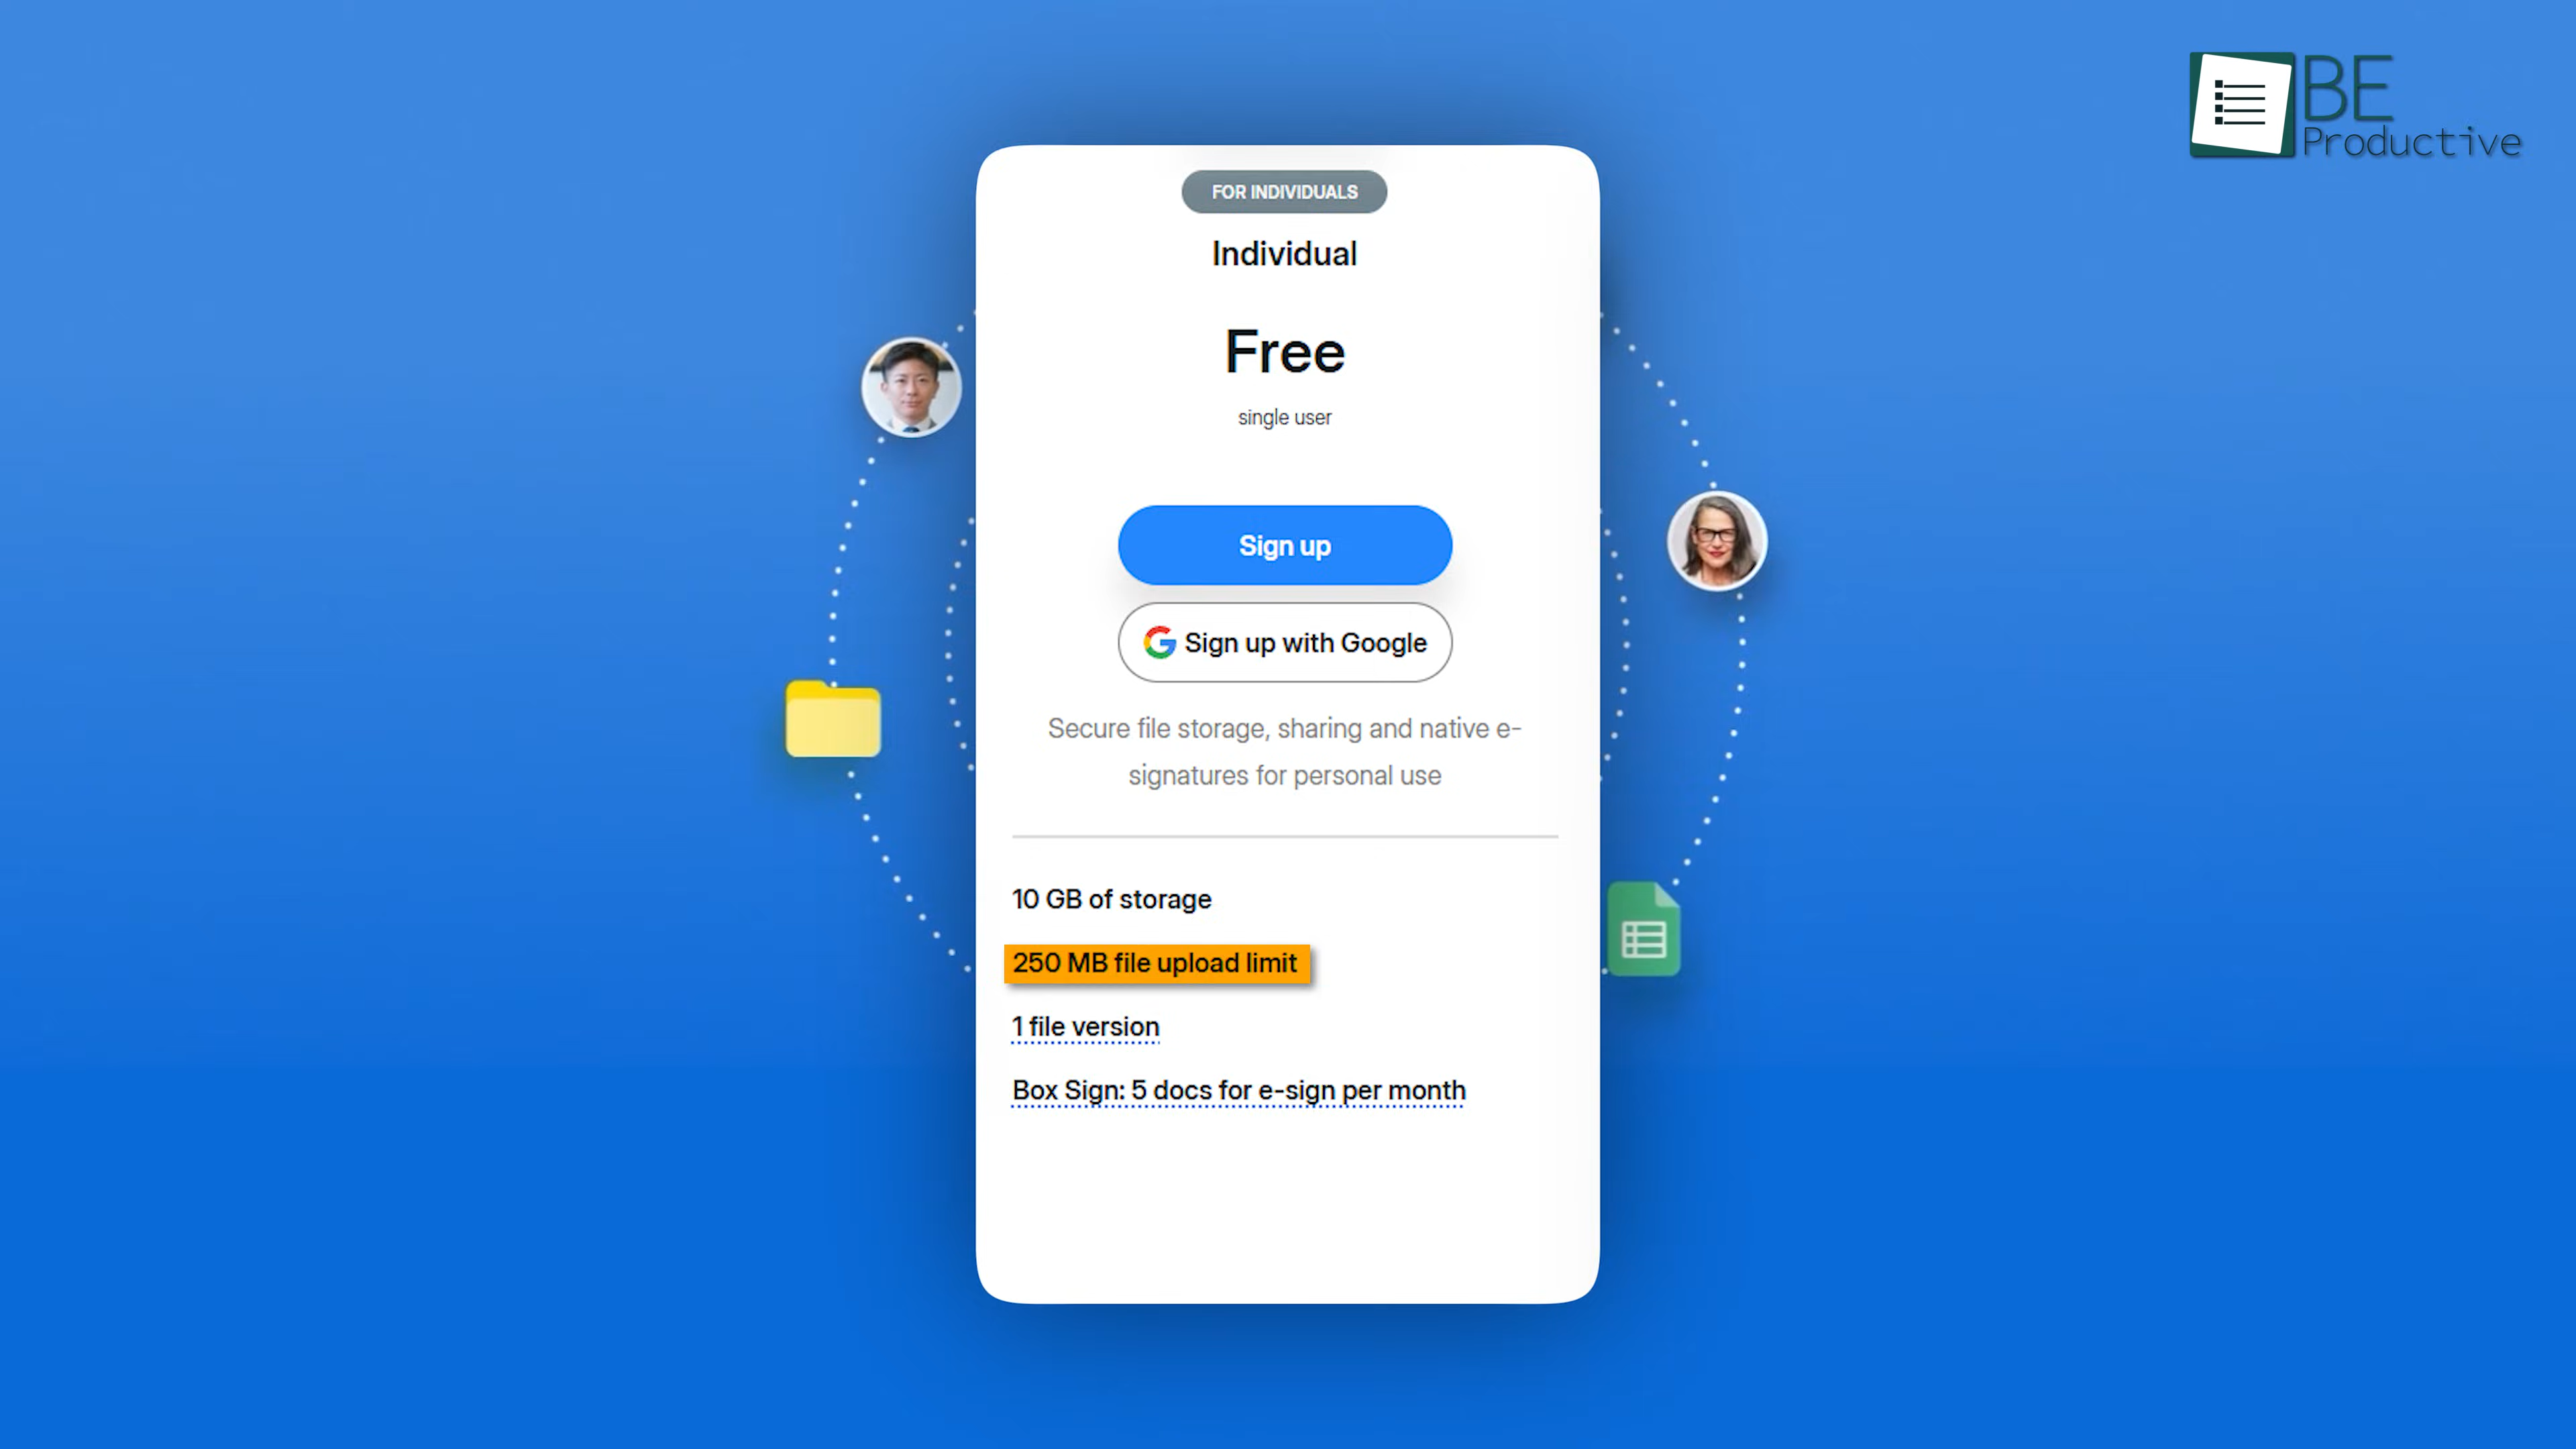 BE
Productive
FOR INDIVIDUALS
Individual
Free
single user
Sign up
Sign up with Google
Secure file storage, sharing and native e-
signatures for personal use
10 GB of storage
250 MB file upload limit
1 file version
Box Sign: 5 docs for e-sign per month